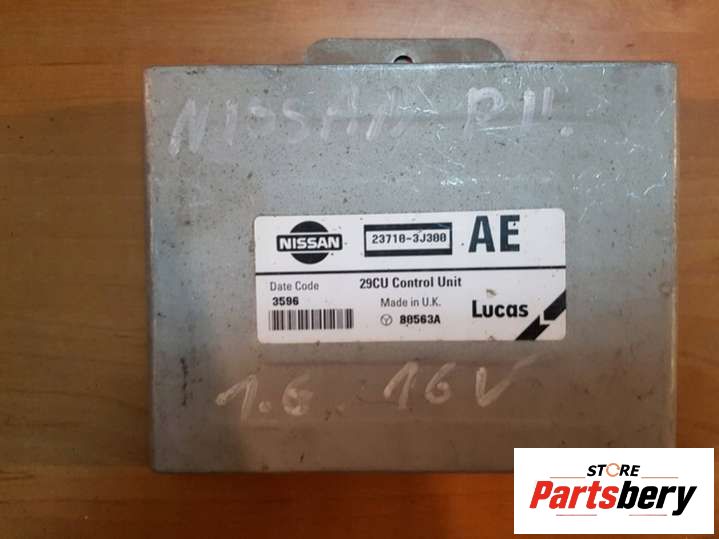 NISSAN P11.
NISSAN
23710-3J300
AE
Date Code
29CU Control Unit
3596
Made in U.K.
80563A
Lucas
1.6 16V
STORE
Partsbery